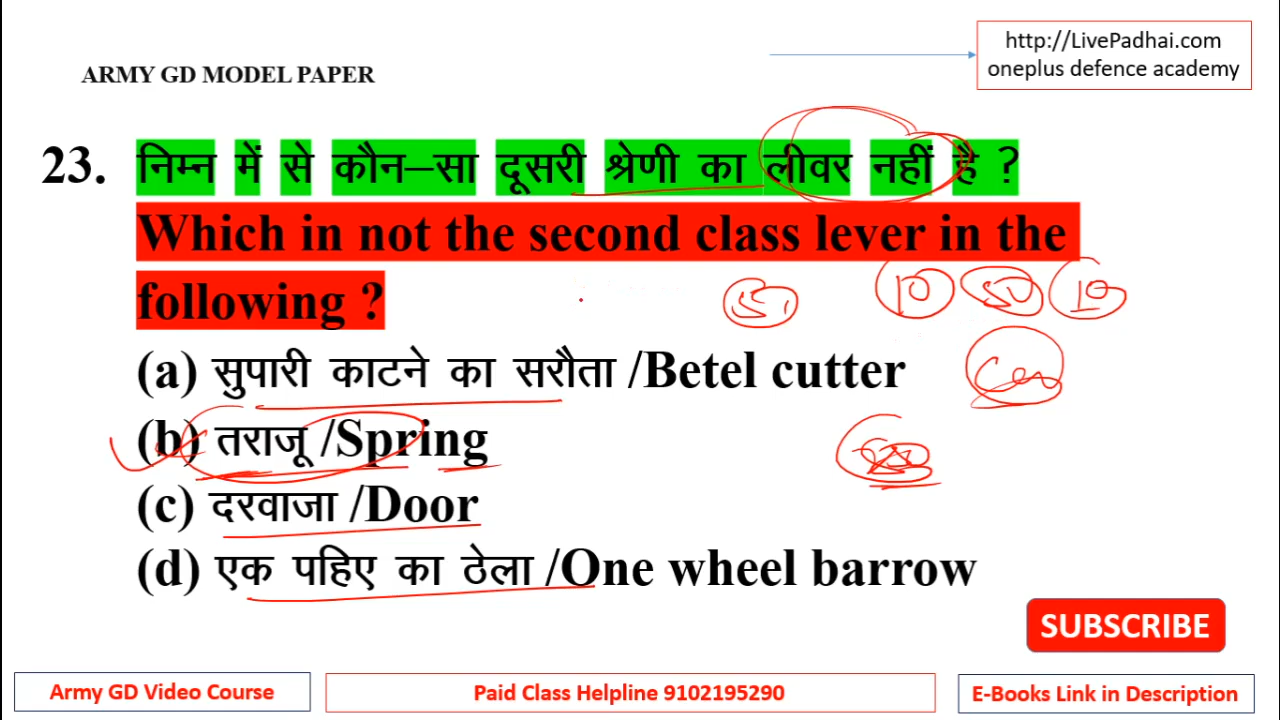 http://LivePadhai.com
oneplus defence academy
ARMY GD MODEL PAPER
23. निम्न में से कौन–सा दूसरी श्रेणी का लीवर नहीं है ?
Which in not the second class lever in the
following ?
(a) सुपारी काटने का सरौता /Betel cutter
(b) तराजू /Spring
(c) दरवाजा /Door
(d) एक पहिए का ठेला /One wheel barrow
SUBSCRIBE
Army GD Video Course
Paid Class Helpline 9102195290
E-Books Link in Description